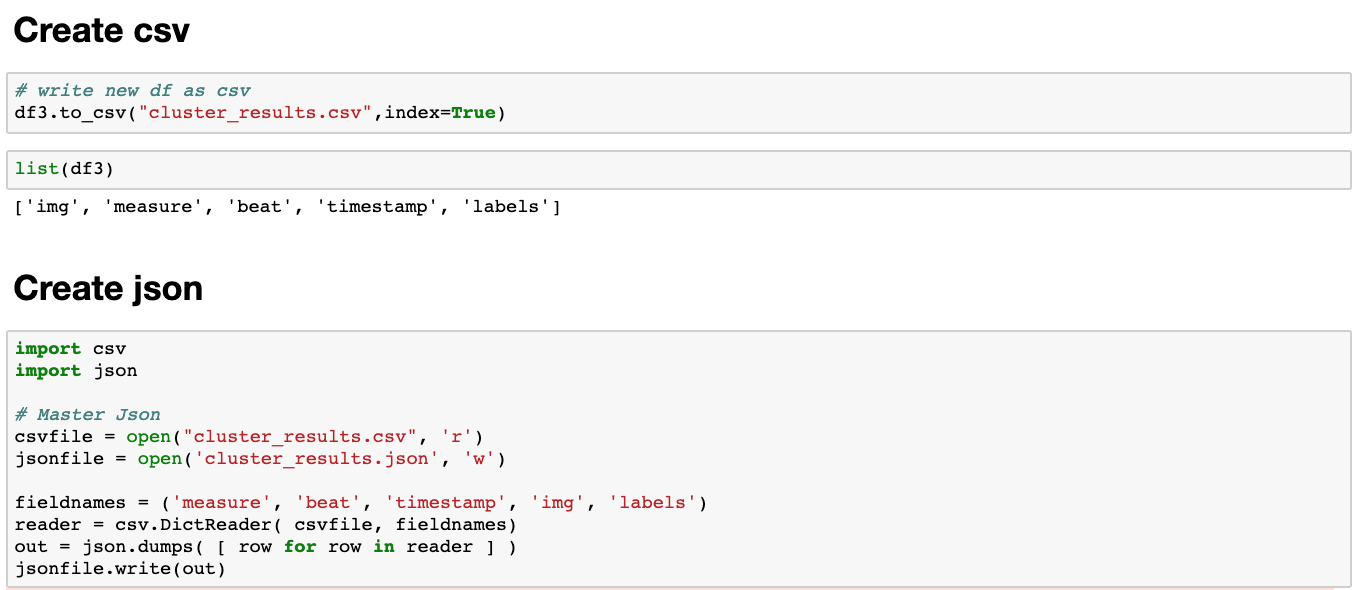 Create csv
# write new df as csv
df3.to_csv("cluster_results.csv",index=True)
list(df3)
['img', 'measure', 'beat', 'timestamp', 'labels']
Create json
import csv
import json
# Master Json
csvfile = open("cluster_results.csv", 'r')
jsonfile = open('cluster_results.json', 'w')
fieldnames = ('measure', 'beat', 'timestamp', 'img', 'labels')
reader = csv.DictReader( csvfile, fieldnames)
out = json.dumps( [ row for row in reader ] )
jsonfile.write(out)